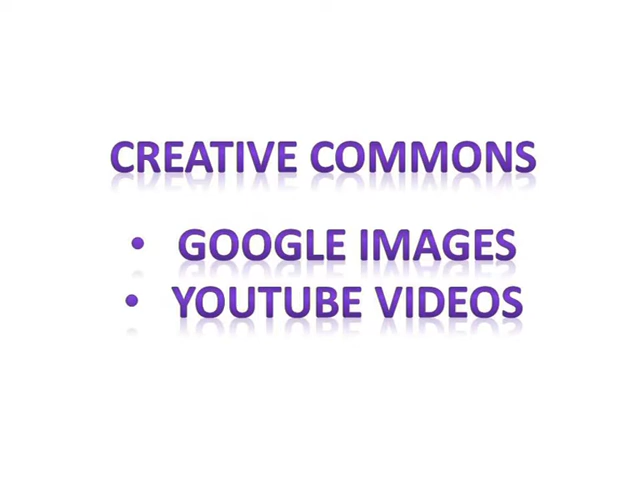 CREATIVE COMMONS
• GOOGLE IMAGES
• YOUTUBE VIDEOS